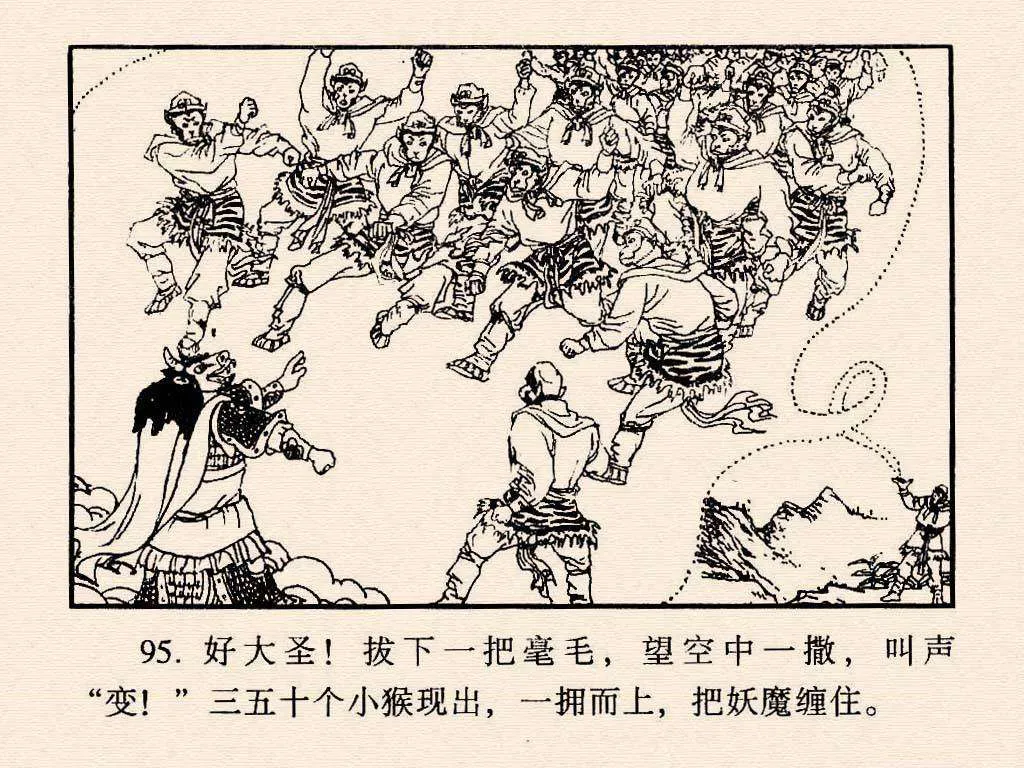 95. 好大圣！拔下一把毫毛，望空中一撒，叫声
“变！”三五十个小猴现出，一拥而上，把妖魔缠住。